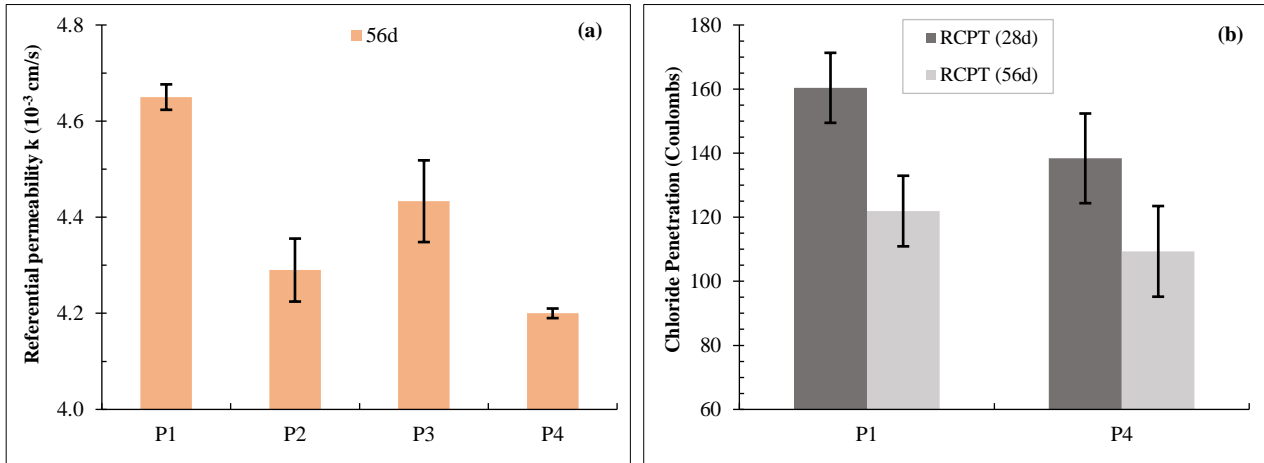 Referential permeability k (10⁻³ cm/s)
4.8
4.6
4.4
4.2
4.0
56d
(a)
P1 P2 P3 P4
Chloride Penetration (Coulombs)
180
160
140
120
100
80
60
RCPT (28d)
RCPT (56d)
(b)
P1 P4